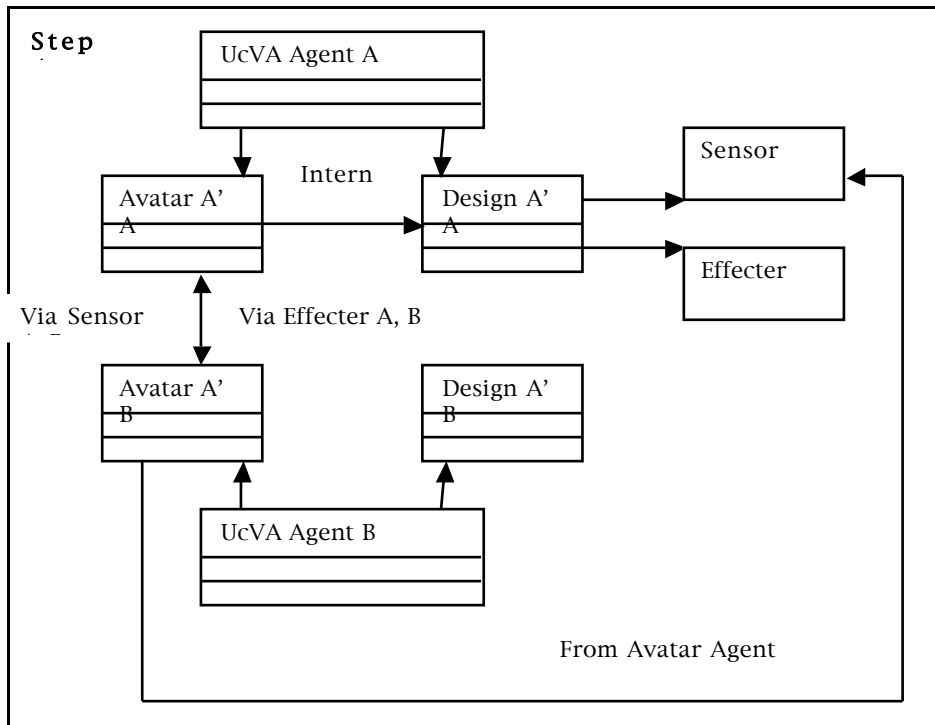 Step
UcVA Agent A
Sensor
Intern
Avatar A’
A
Design A’
A
Effecter
Via Sensor
Via Effecter A, B
Avatar A’
B
Design A’
B
UcVA Agent B
From Avatar Agent